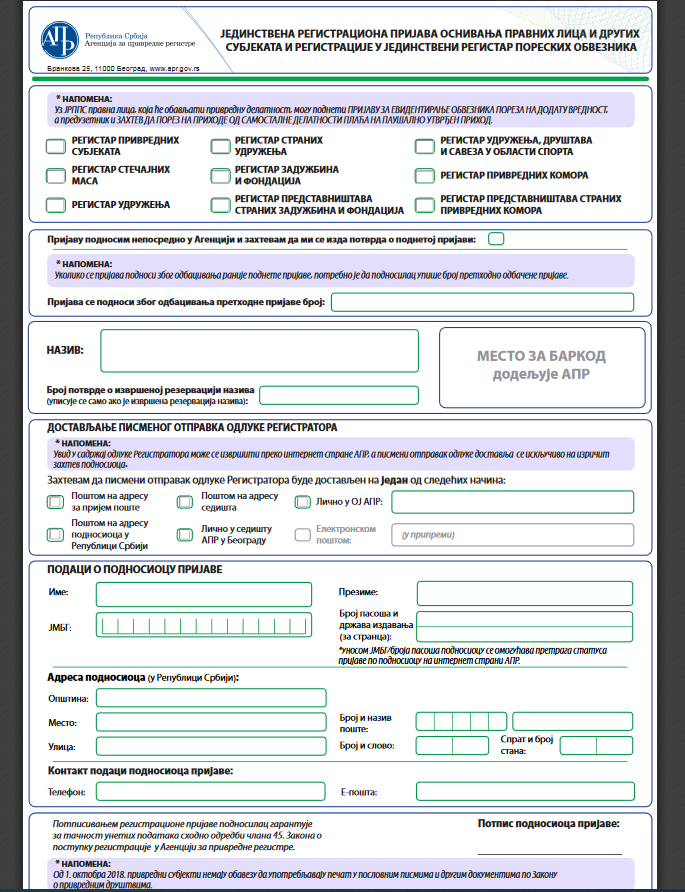 АПР
Република Србија
Агенција за привредне регистре
Бранкова 25, 11000 Београд, www.apr.gov.rs
ЈЕДИНСТВЕНА РЕГИСТРАЦИОНА ПРИЈАВА ОСНИВАЊА ПРАВНИХ ЛИЦА И ДРУГИХ
СУБЈЕКАТА И РЕГИСТРАЦИЈЕ У ЈЕДИНСТВЕНИ РЕГИСТАР ПОРЕСКИХ ОБВЕЗНИКА
* НАПОМЕНА:
Уз ЈРППС правна лица, која ће обављати привредну делатност, могу поднети ПРИЈАВУ ЗА ЕВИДЕНТИРАЊЕ ОБВЕЗНИКА ПОРЕЗА НА ДОДАТУ ВРЕДНОСТ,
а предузетник и ЗАХТЕВ ДА ПОРЕЗ НА ПРИХОДЕ ОД САМОСТАЛНЕ ДЕЛАТНОСТИ ПЛАЋА НА ПАУШАЛНО УТВРЂЕН ПРИХОД.
РЕГИСТАР ПРИВРЕДНИХ
СУБЈЕКАТА
РЕГИСТАР СТРАНИХ
УДРУЖЕЊА
РЕГИСТАР УДРУЖЕЊА, ДРУШТАВА
И САВЕЗА У ОБЛАСТИ СПОРТА
РЕГИСТАР СТЕЧАЈНИХ
МАСА
РЕГИСТАР ЗАДУЖБИНА
И ФОНДАЦИЈА
РЕГИСТАР ПРИВРЕДНИХ КОМОРА
РЕГИСТАР УДРУЖЕЊА
РЕГИСТАР ПРЕДСТАВНИШТАВА
СТРАНИХ ЗАДУЖБИНА И ФОНДАЦИЈА
РЕГИСТАР ПРЕДСТАВНИШТАВА СТРАНИХ
ПРИВРЕДНИХ КОМОРА
Пријаву подносим непосредно у Агенцији и захтевам да ми се изда потврда о поднетој пријави:
* НАПОМЕНА:
Уколико се пријава подноси због одбацивања раније поднете пријаве, потребно је да подносилац упише број претходно одбачене пријаве.
Пријава се подноси због одбацивања претходне пријаве број:
НАЗИВ:
Број потврде о извршеној резервацији назива
(уписује се само ако је извршена резервација назива):
МЕСТО ЗА БАРКОД
додељује АПР
ДОСТАВЉАЊЕ ПИСМЕНОГ ОТПРАВКА ОДЛУКЕ РЕГИСТРАТОРА
* НАПОМЕНА:
Увид у садржај одлуке Регистратора може се извршити преко интернет стране АПР, а писмени отправак одлуке доставља се искључиво на изричит
захтев подносиоца.
Захтевам да писмени отправак одлуке Регистратора буде достављен на један од следећих начина:
Поштом на адресу
за пријем поште
Поштом на адресу
седишта
Лично у ОЈ АПР:
Поштом на адресу
подносиоца у
Републици Србији
Лично у седишту
АПР у Београду
Електронском
поштом:
(у припреми)
ПОДАЦИ О ПОДНОСИОЦУ ПРИЈАВЕ
Име:
Презиме:
ЈМБГ:
Број пасоша и
држава издавања
(за странца):
*уносом ЈМБГ/броја пасоша подносиоцу се омогућава претрага статуса
пријаве по подносиоцу на интернет страни АПР.
Адреса подносиоца (у Републици Србији):
Општина:
Место:
Број и назив
поште:
Улица:
Број и слово:
Спрат и број
стана:
Контакт подаци подносиоца пријаве:
Телефон:
Е-пошта:
Потписивањем регистрационе пријаве подносилац гарантује
за тачност унетих података сходно одредби члана 45. Закона о
поступку регистрације у Агенцији за привредне регистре.
Потпис подносиоца пријаве:
* НАПОМЕНА:
Од 1. октобра 2018. привредни субјекти немају обавезу да употребљавају печат у пословним писмима и другим документима по Закону
о привредним друштвима.